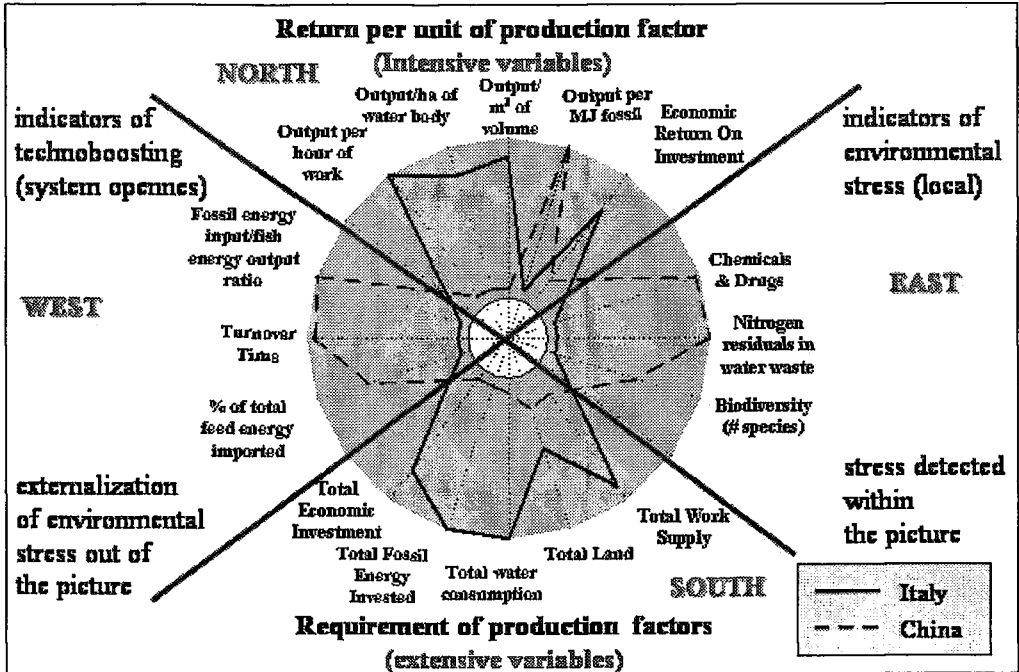 Return per unit of production factor
(Intensive variables)
NORTH
Output/ha of
water body
Output/
m³ of
volume
Output per
MJ fossil
Economic
Return On
Investment
Output per
hour of
work
indicators of
technoboosting
(system opennes)
indicators of
environmental
stress (local)
Fossil energy
input/fish
energy output
ratio
Chemicals
& Drugs
WEST
EAST
Turnover
Time
Nitrogen
residuals in
water waste
% of total
feed energy
imported
Biodiversity
(# species)
externalization
of environmental
stress out of
the picture
stress detected
within
the picture
Total
Economic
Investment
Total Fossil
Energy
Invested
Total water
consumption
Total Land
Total Work
Supply
SOUTH
Requirement of production factors
(extensive variables)
Italy
China